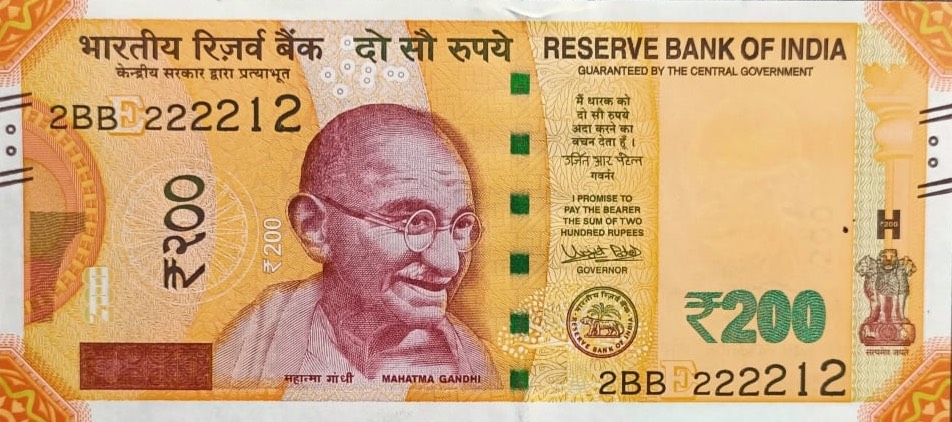 भारतीय रिज़र्व बैंक
केन्द्रीय सरकार द्वारा प्रत्याभूत
दो सौ रुपये
RESERVE BANK OF INDIA
GUARANTEED BY THE CENTRAL GOVERNMENT
2BB E 222212
₹२००
₹200
महात्मा गांधी
MAHATMA GANDHI
मैं धारक को
दो सौ रुपये
अदा करने का
वचन देता हूँ ।
उर्जित आर पटेल
गवर्नर
I PROMISE TO
PAY THE BEARER
THE SUM OF TWO
HUNDRED RUPEES
GOVERNOR
भारतीय रिज़र्व बैंक
RESERVE BANK OF INDIA
₹200
₹200
सत्यमेव जयते
2BB E 222212